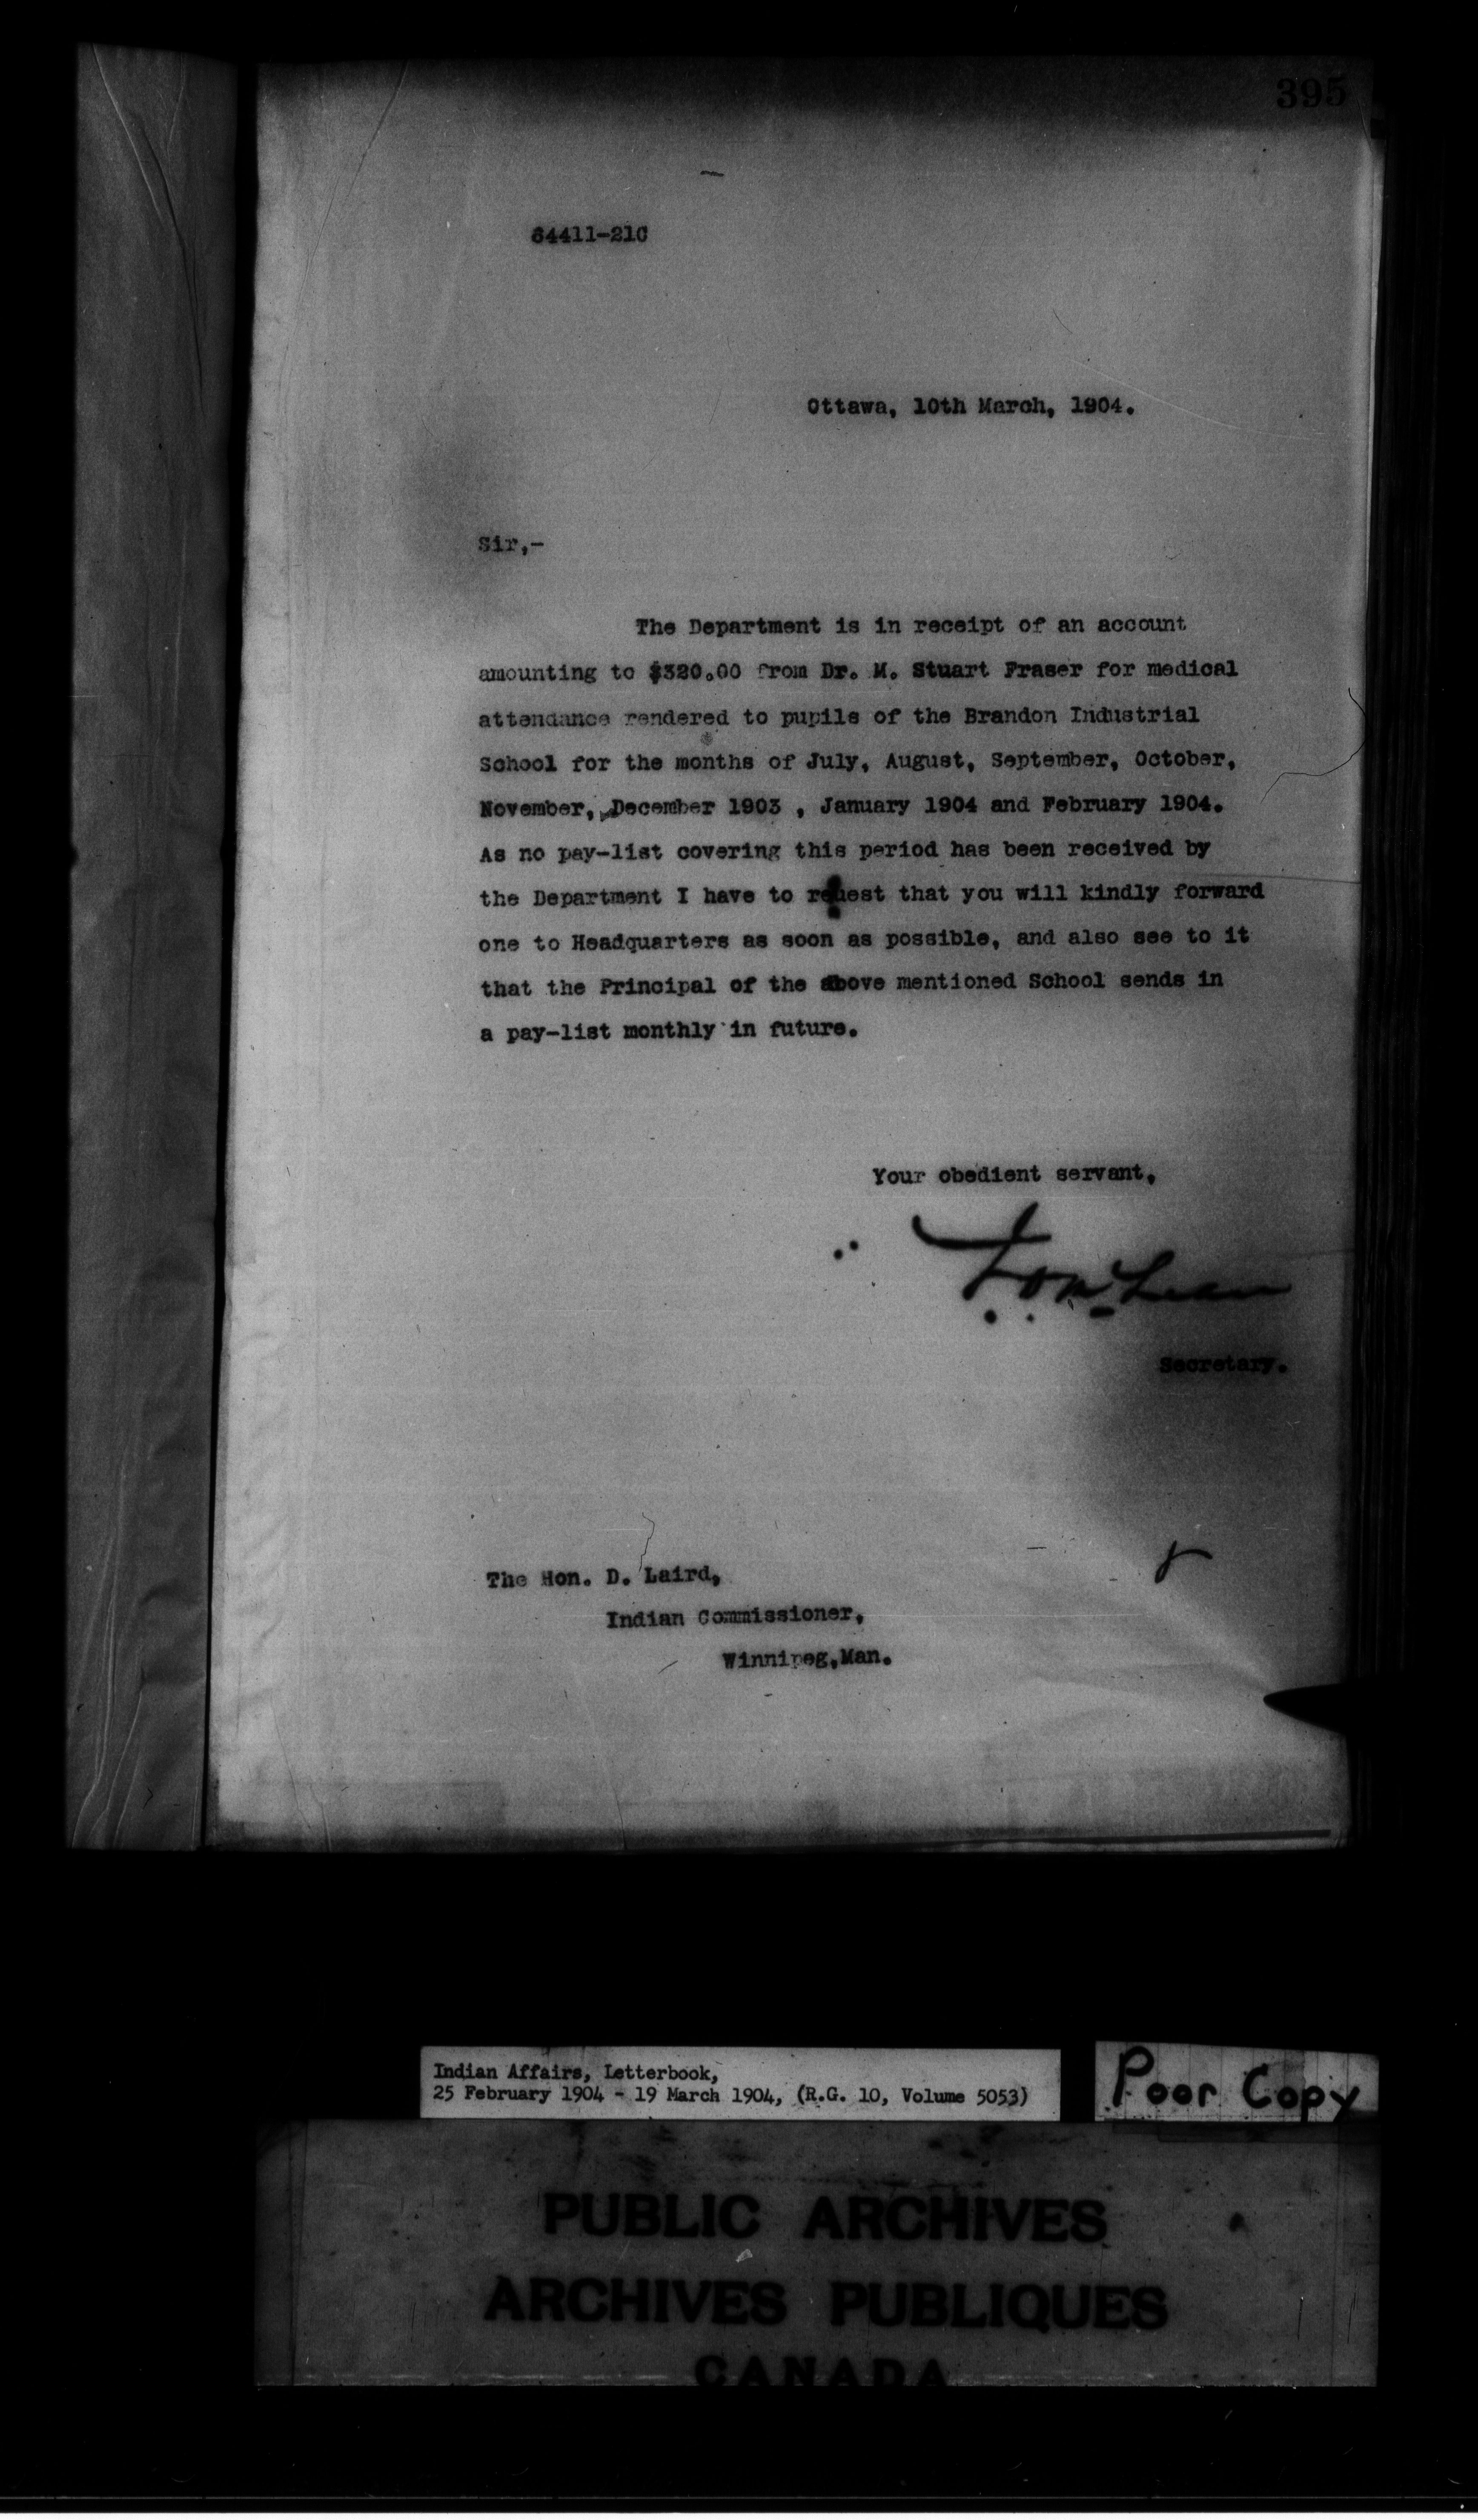 395
64411-21C
Ottawa, 10th March, 1904.
Sir,-
The Department is in receipt of an account
amounting to $320.00 from Dr. M. Stuart Fraser for medical
attendance rendered to pupils of the Brandon Industrial
School for the months of July, August, September, October,
November, December 1903 , January 1904 and February 1904.
As no pay-list covering this period has been received by
the Department I have to request that you will kindly forward
one to Headquarters as soon as possible, and also see to it
that the Principal of the above mentioned School sends in
a pay-list monthly in future.
Your obedient servant,
Secretary.
The Hon. D. Laird,
Indian Commissioner,
Winnipeg,Man.
Indian Affairs, Letterbook,
25 February 1904 - 19 March 1904, (R.G. 10, Volume 5053)
Poor Copy
PUBLIC ARCHIVES
ARCHIVES PUBLIQUES
CANADA